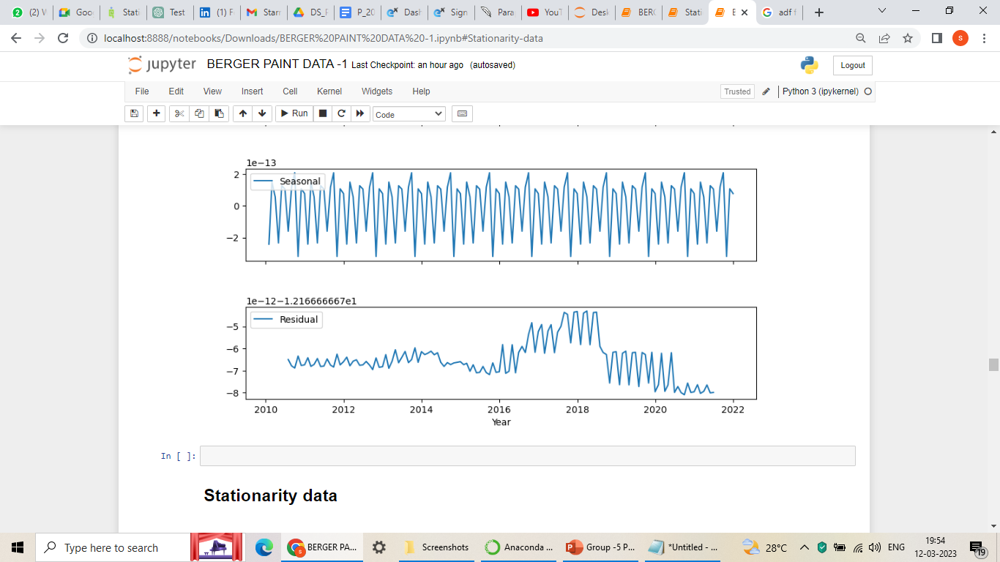 (2) W
Goo
Stati
Test
(1) F
Starr
DS_F
P_20
Dash
Sign
Para
YouT
Desk
BERG
Stati
E
adf f
localhost:8888/notebooks/Downloads/BERGER%20PAINT%20DATA%20-1.ipynb#Stationarity-data
S
jupyter BERGER PAINT DATA -1 Last Checkpoint: an hour ago (autosaved)
Logout
File Edit View Insert Cell Kernel Widgets Help
Trusted Python 3 (ipykernel)
Run Code
1e−13
2
Seasonal
0
−2
1e−12−1.216666667e1
Residual
−5
−6
−7
−8
2010 2012 2014 2016 2018 2020 2022
Year
In [ ]:
Stationarity data
Type here to search
BERGER PA...
Screenshots
Anaconda ...
Group -5 P...
*Untitled - ...
28°C
ENG
19:54
12-03-2023
19